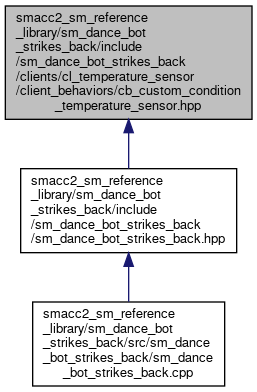 smacc2_sm_reference
_library/sm_dance_bot
_strikes_back/include
/sm_dance_bot_strikes_back
/clients/cl_temperature_sensor
/client_behaviors/cb_custom_condition
_temperature_sensor.hpp
smacc2_sm_reference
_library/sm_dance_bot
_strikes_back/include
/sm_dance_bot_strikes_back
/sm_dance_bot_strikes_back.hpp
smacc2_sm_reference
_library/sm_dance_bot
_strikes_back/src/sm_dance
_bot_strikes_back/sm_dance
_bot_strikes_back.cpp